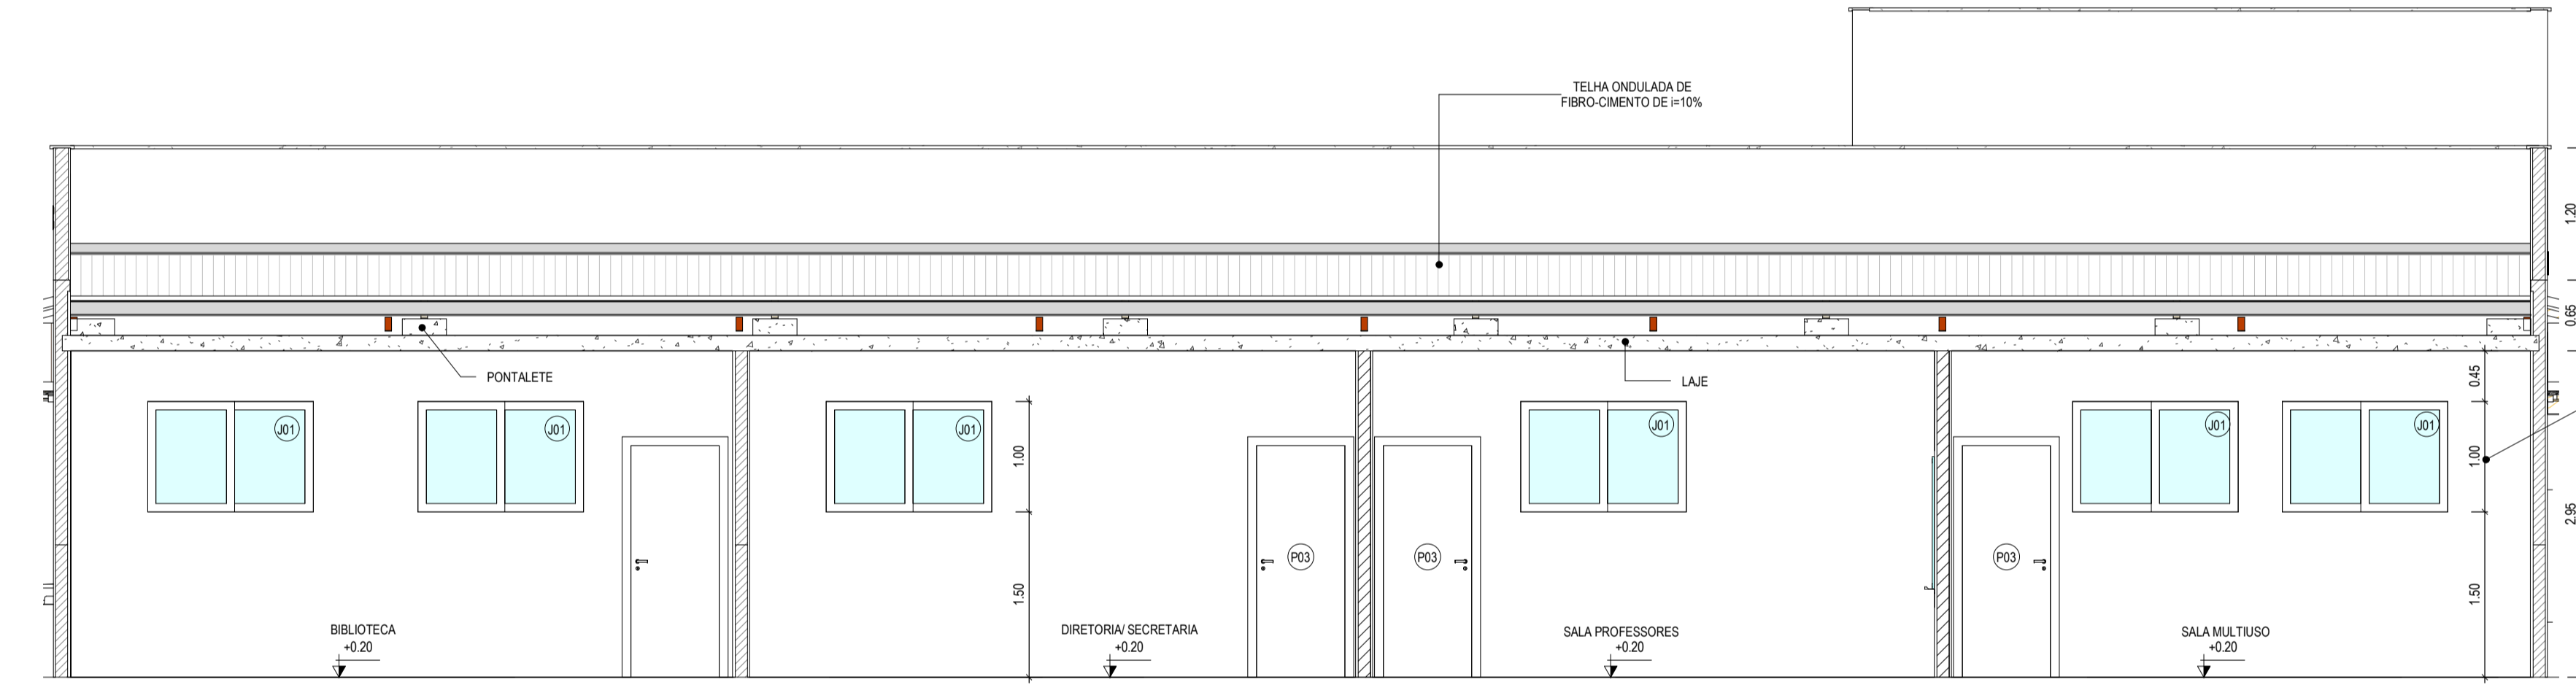 TELHA ONDULADA DE
FIBRO-CIMENTO DE i=10%
1.20
0.65
PONTALETE
LAJE
0.45
J01
J01
J01
J01
J01
J01
1.00
1.00
2.95
P03
P03
P03
1.50
1.50
BIBLIOTECA
+0.20
DIRETORIA/ SECRETARIA
+0.20
SALA PROFESSORES
+0.20
SALA MULTIUSO
+0.20